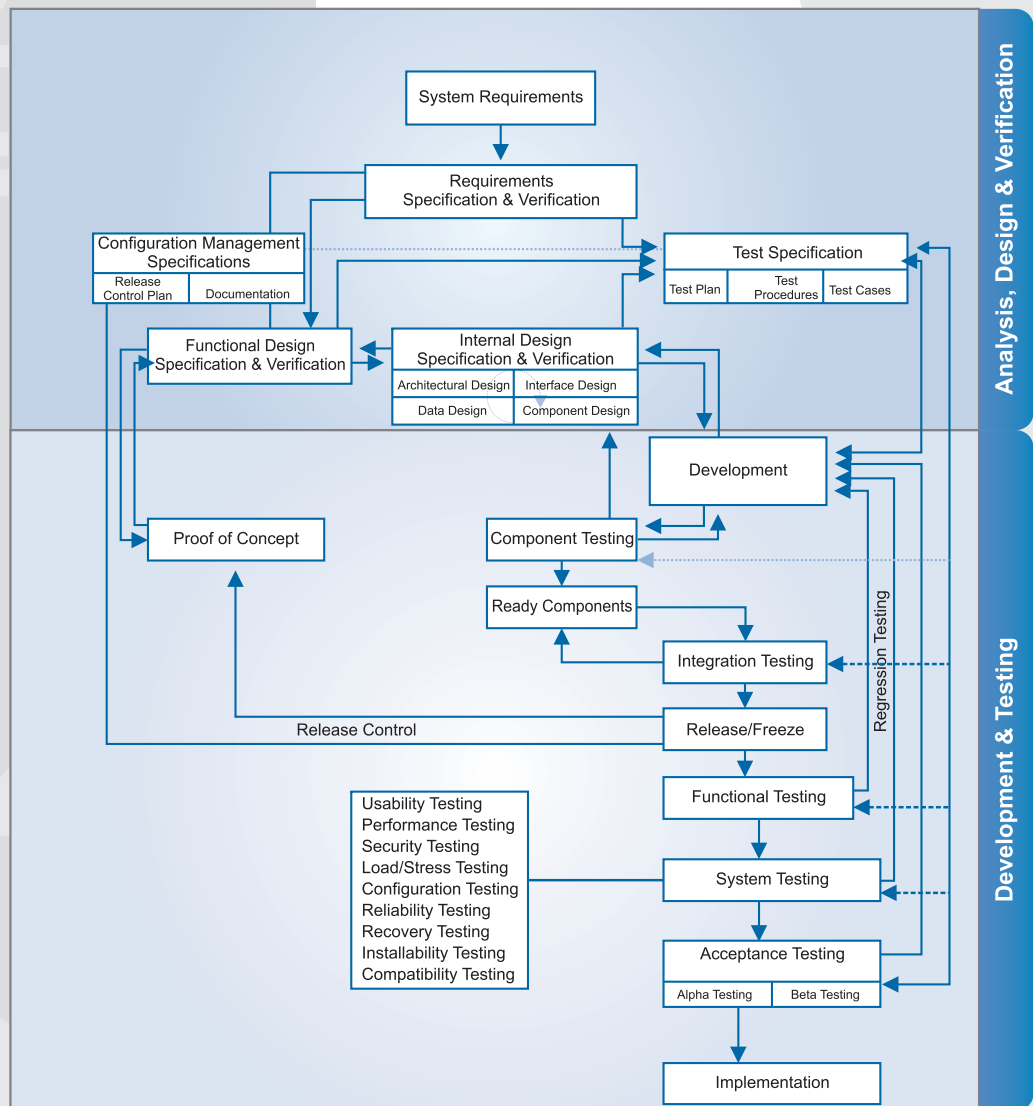 System Requirements
Requirements
Specification & Verification
Configuration Management
Specifications
Release
Control Plan
Documentation
Test Specification
Test Plan
Test
Procedures
Test Cases
Functional Design
Specification & Verification
Internal Design
Specification & Verification
Architectural Design
Interface Design
Data Design
Component Design
Analysis, Design & Verification
Development
Proof of Concept
Component Testing
Ready Components
Integration Testing
Regression Testing
Release Control
Release/Freeze
Functional Testing
Usability Testing
Performance Testing
Security Testing
Load/Stress Testing
Configuration Testing
Reliability Testing
Recovery Testing
Installability Testing
Compatibility Testing
System Testing
Acceptance Testing
Alpha Testing
Beta Testing
Implementation
Development & Testing